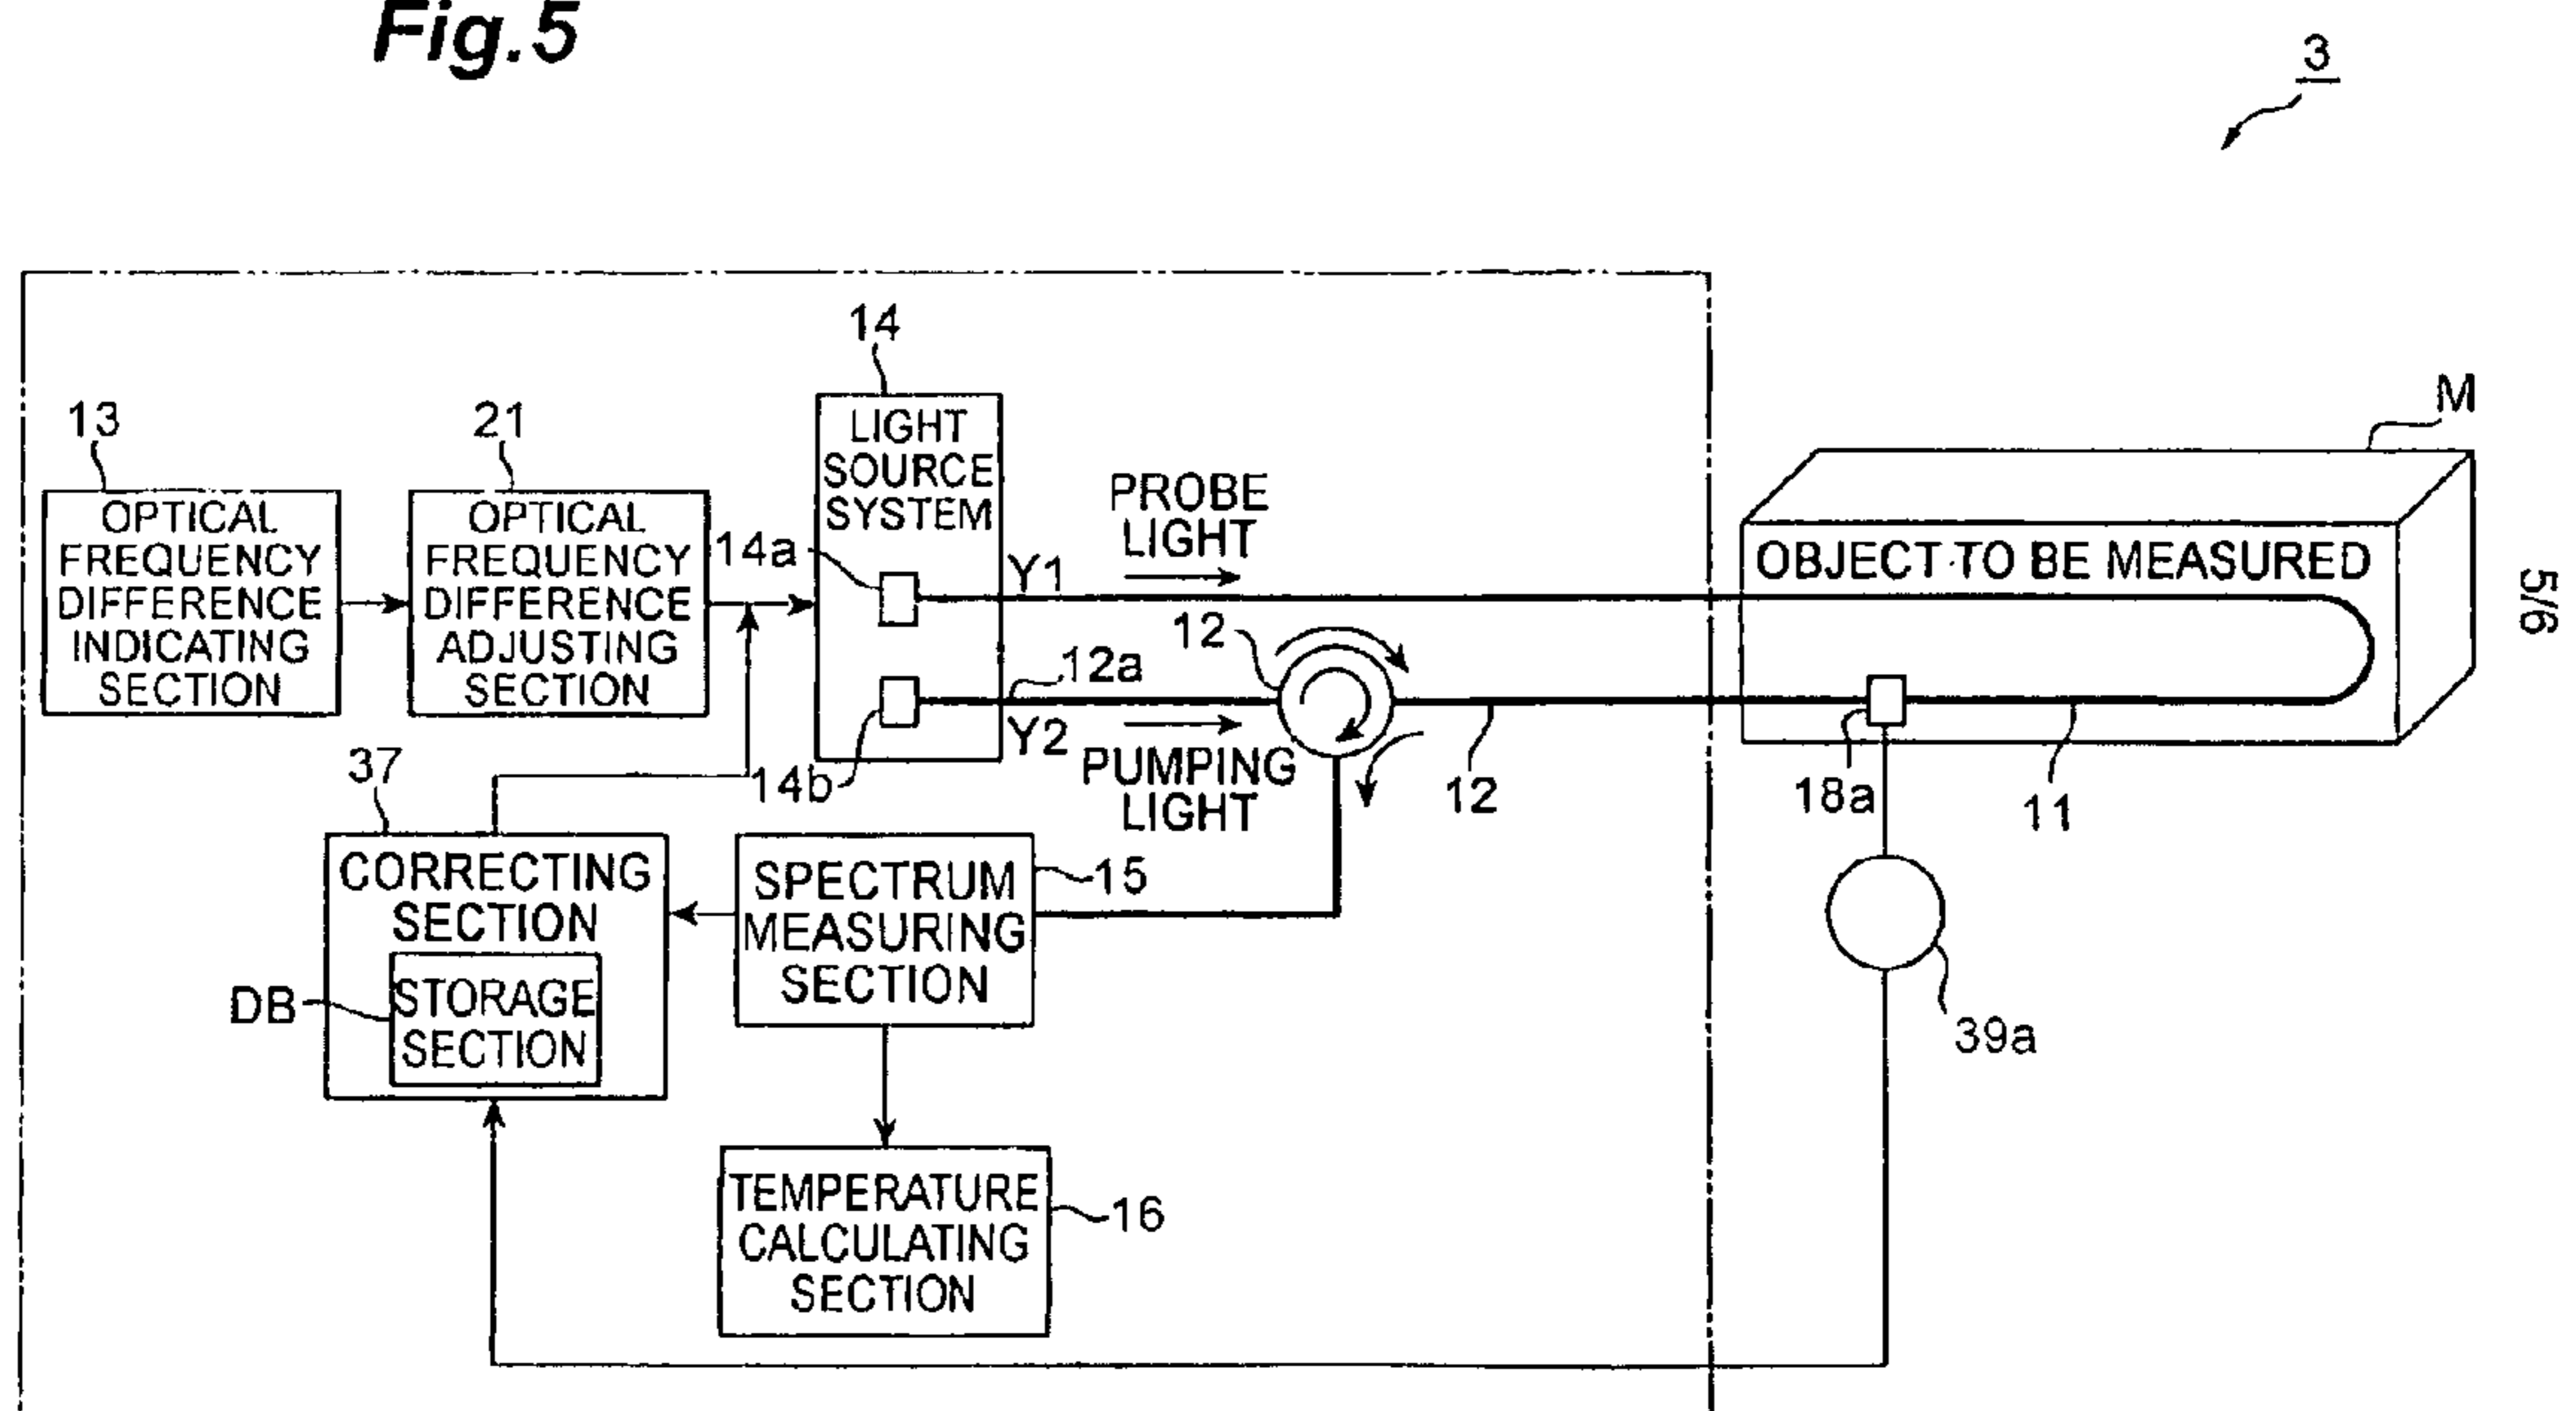 Fig.5
3
14
13
21
M
LIGHT
SOURCE
SYSTEM
OPTICAL
FREQUENCY
DIFFERENCE
INDICATING
SECTION
OPTICAL
FREQUENCY
DIFFERENCE
ADJUSTING
SECTION
14a
Y1
PROBE
LIGHT
OBJECT TO BE MEASURED
5/6
12
12a
Y2
14b
PUMPING
LIGHT
12
18a
11
37
CORRECTING
SECTION
DB
STORAGE
SECTION
SPECTRUM
MEASURING
SECTION
15
39a
TEMPERATURE
CALCULATING
SECTION
16